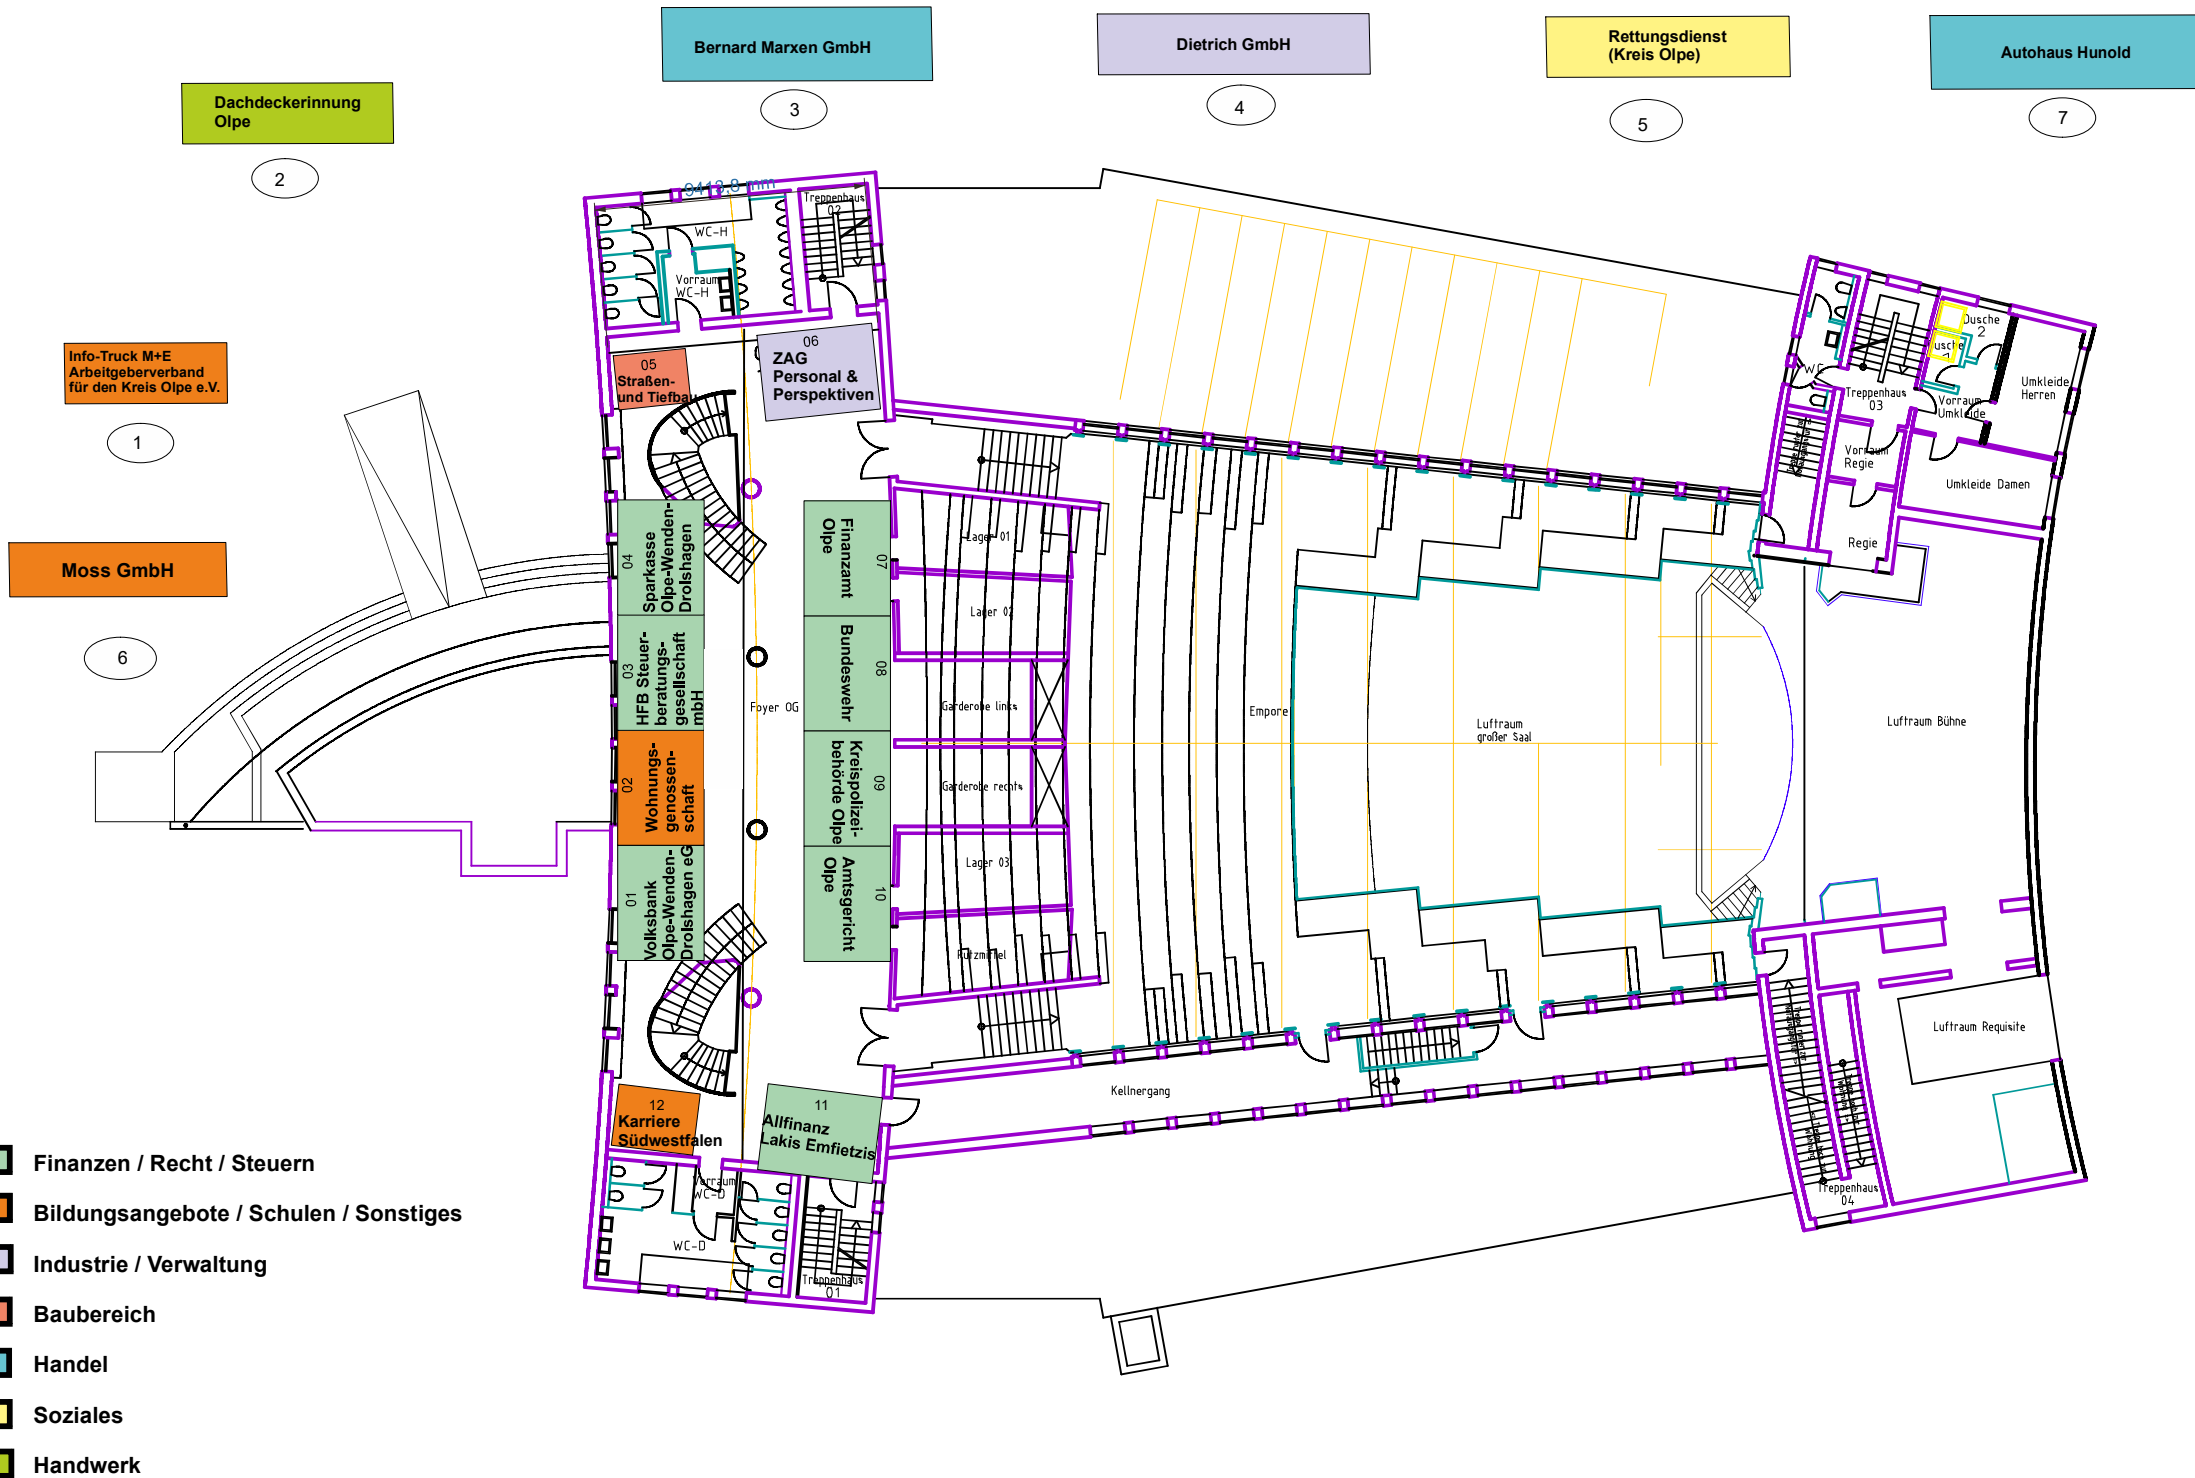 Bernard Marxen GmbH
3
Dietrich GmbH
4
Rettungsdienst
(Kreis Olpe)
5
Autohaus Hunold
7
Dachdeckerinnung
Olpe
2
Info-Truck M+E
Arbeitgeberverband
für den Kreis Olpe e.V.
1
Moss GmbH
6
9413,8 mm
WC-H
Vorraum
WC-H
Treppenhaus
02
05
Straßen-
und Tiefbau
06
ZAG
Personal &
Perspektiven
04
Sparkasse
Olpe-Wenden-
Drolshagen
03
HFB Steuer-
beratungs-
gesellschaft
mbH
02
Wohnungs-
genossen-
schaft
01
Volksbank
Olpe-Wenden-
Drolshagen eG
Foyer OG
07
Finanzamt
Olpe
08
Bundeswehr
09
Kreispolizei-
behörde Olpe
10
Amtsgericht
Olpe
Lager 01
Lager 02
Garderobe links
Garderobe rechts
Lager 03
Putzmittel
Empore
Luftraum
großer Saal
Luftraum Bühne
WC
Treppenhaus
03
Dusche
2
Dusche
Vorraum
Umkleide
Umkleide
Herren
Vorraum
Regie
Umkleide Damen
Regie
Luftraum Requisite
Treppenhaus
04
Kellnergang
12
Karriere
Südwestfalen
11
Allfinanz
Lakis Emfietzis
Vorraum
WC-D
WC-D
Treppenhaus
01
Finanzen / Recht / Steuern
Bildungsangebote / Schulen / Sonstiges
Industrie / Verwaltung
Baubereich
Handel
Soziales
Handwerk